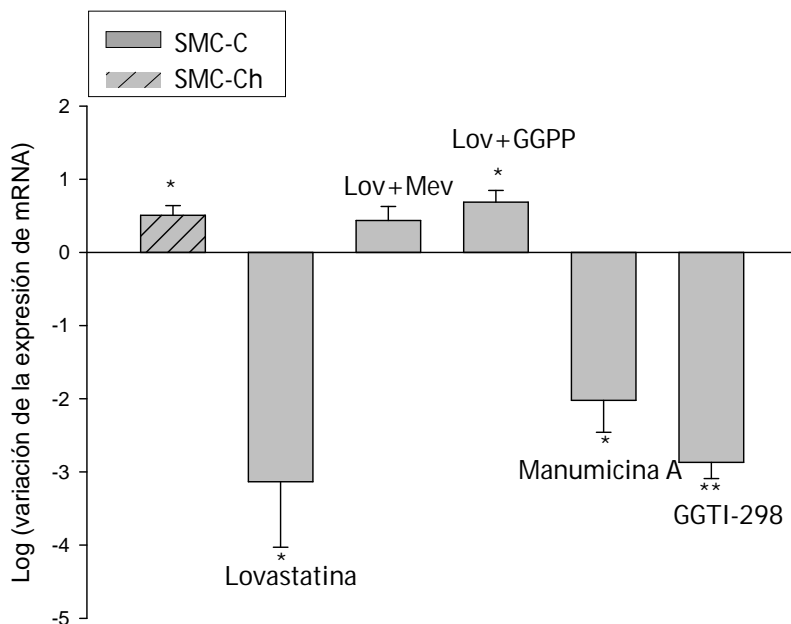 SMC-C
SMC-Ch
Log (variación de la expresión de mRNA)
2
1
0
-1
-2
-3
-4
-5
*
Lov+Mev
Lov+GGPP
*
*
Lovastatina
*
Manumicina A
**
GGTI-298